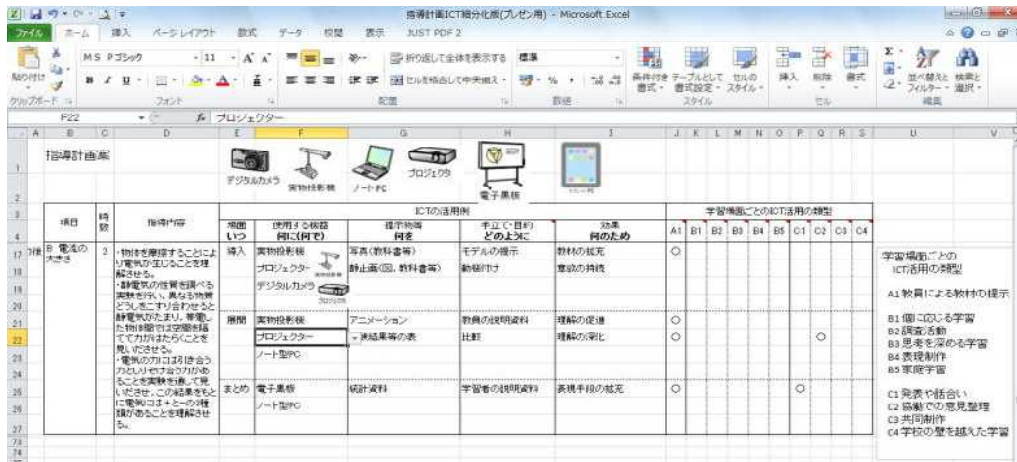 指導計画ICT細分化版(プレゼン用) - Microsoft Excel
ファイル ホーム 挿入 ページレイアウト 数式 データ 校閲 表示 JUST PDF 2
MS Pゴシック 11
折り返して全体を表示する 標準
セルを結合して中央揃え
貼り付け
条件付き書式 テーブルとして書式設定 セルのスタイル
挿入 削除 書式
並べ替えとフィルター 検索と選択
クリップボード フォント 配置 数値 スタイル セル 編集
F22 fx プロジェクター
A B C D E F G H I J K L M N O P Q R S U V
指導計画案
デジタルカメラ 実物投影機 ノートPC プロジェクタ 電子黒板
項目 時数 指導内容 ICTの活用例 学習場面ごとのICT活用の類型
場面 いつ
使用する機器 何に(何で)
提示物等 何を
手立て・目的 どのように
効果 何のため
A1 B1 B2 B3 B4 B5 C1 C2 C3 C4
B 電流の大きさ
2
・物体を摩擦することにより電気が生じることを理解させる。
・静電気の性質を調べる実験を行い、異なる物質どうしをこすり合わせると静電気がたまり、帯電した物体間では空間を隔てて力がはたらくことを見いださせる。
・電気の力には引き合う力としりぞけ合う力があることを実験を通して見いださせ、この結果をもとに電気には+と-の2種類があることを理解させる。
導入 実物投影機 写真(教科書等) モデルの提示 教材の拡充 ○
プロジェクター 静止画(図、教科書等) 動機付け 意欲の持続
デジタルカメラ
実物投影機
プロジェクタ
展開 実物投影機 アニメーション 教員の説明資料 理解の促進 ○
プロジェクター 実験結果等の表 比較 理解の深化 ○ ○
ノート型PC
まとめ 電子黒板 統計資料 学習者の説明資料 表現手段の拡充 ○ ○
ノート型PC
学習場面ごとの
ICT活用の類型
A1 教員による教材の提示
B1 個に応じる学習
B2 調査活動
B3 思考を深める学習
B4 表現制作
B5 家庭学習
C1 発表や話合い
C2 協働での意見整理
C3 共同制作
C4 学校の壁を越えた学習